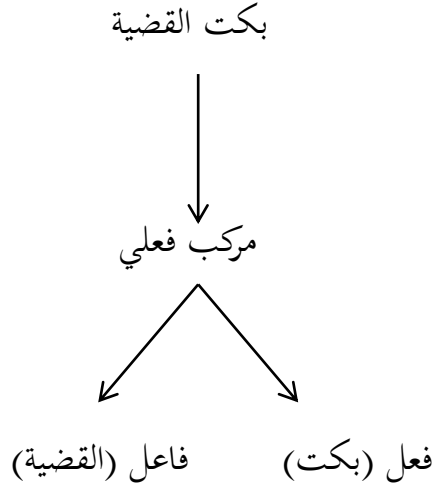 بكت القضية
مركب فعلي
فعل (بكت) فاعل (القضية)